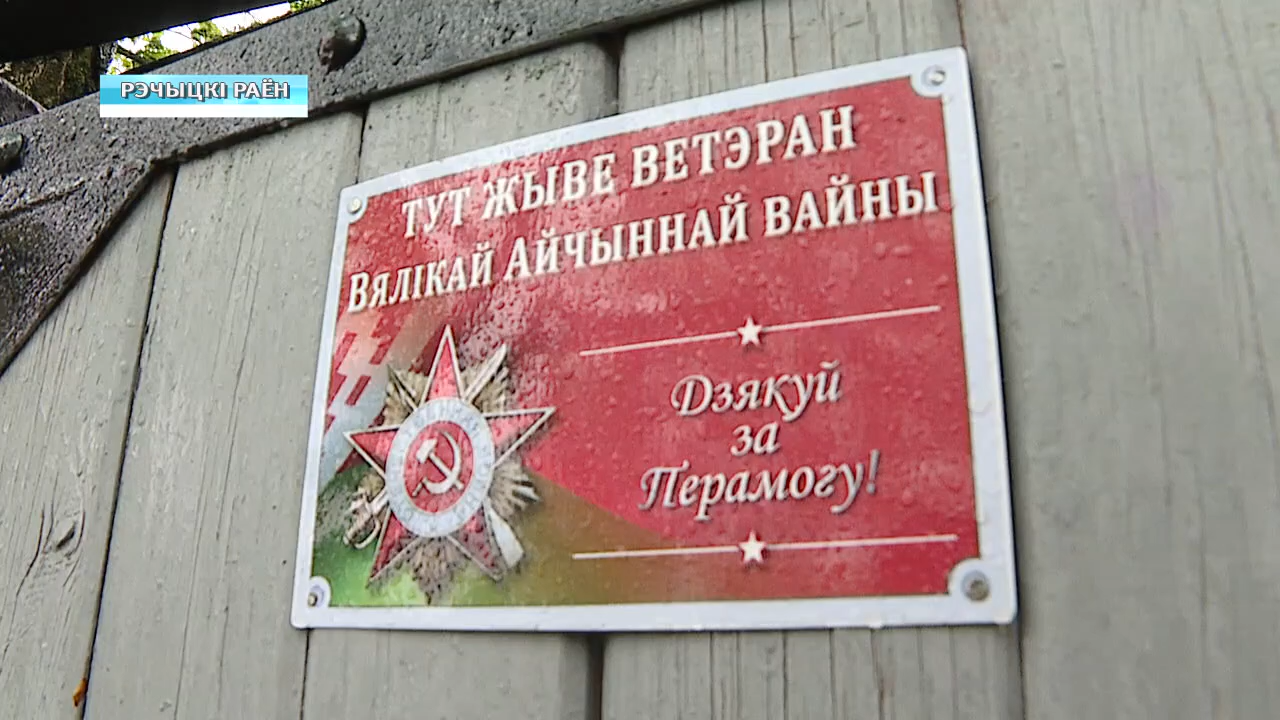 РЭЧЫЦКІ РАЁН
ТУТ ЖЫВЕ ВЕТЭРАН
ВЯЛІКАЙ АЙЧЫННАЙ ВАЙНЫ
Дзякуй
за
Перамогу!